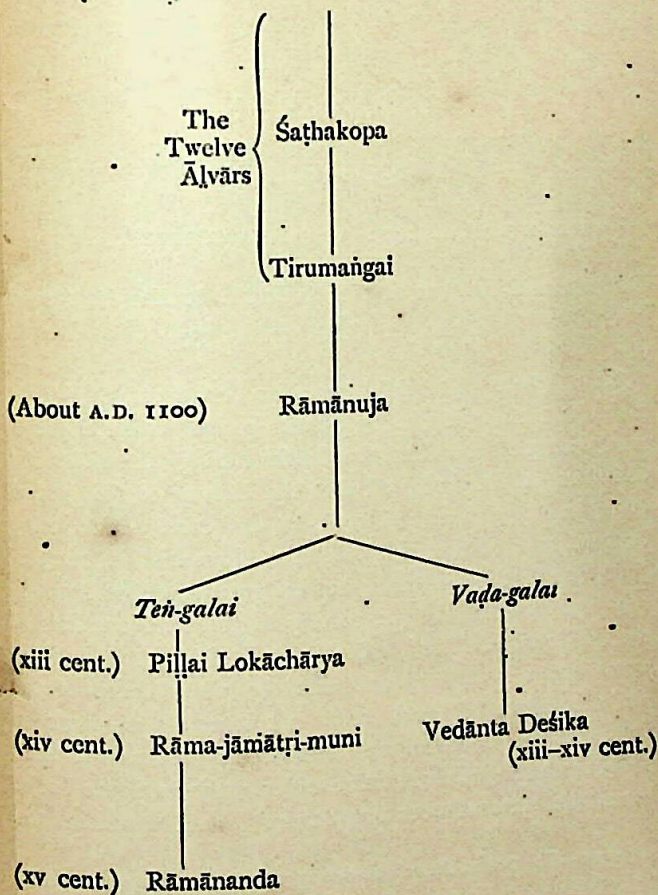 The
Twelve
Āḷvārs
Śaṭhakopa
Tirumaṅgai
(About A.D. 1100) Rāmānuja
Teṅ-galai
Vaḍa-galai
(xiii cent.) Piḷḷai Lokāchārya
(xiv cent.) Rāma-jāmātṛi-muni
Vedānta Deśika
(xiii–xiv cent.)
(xv cent.) Rāmānanda